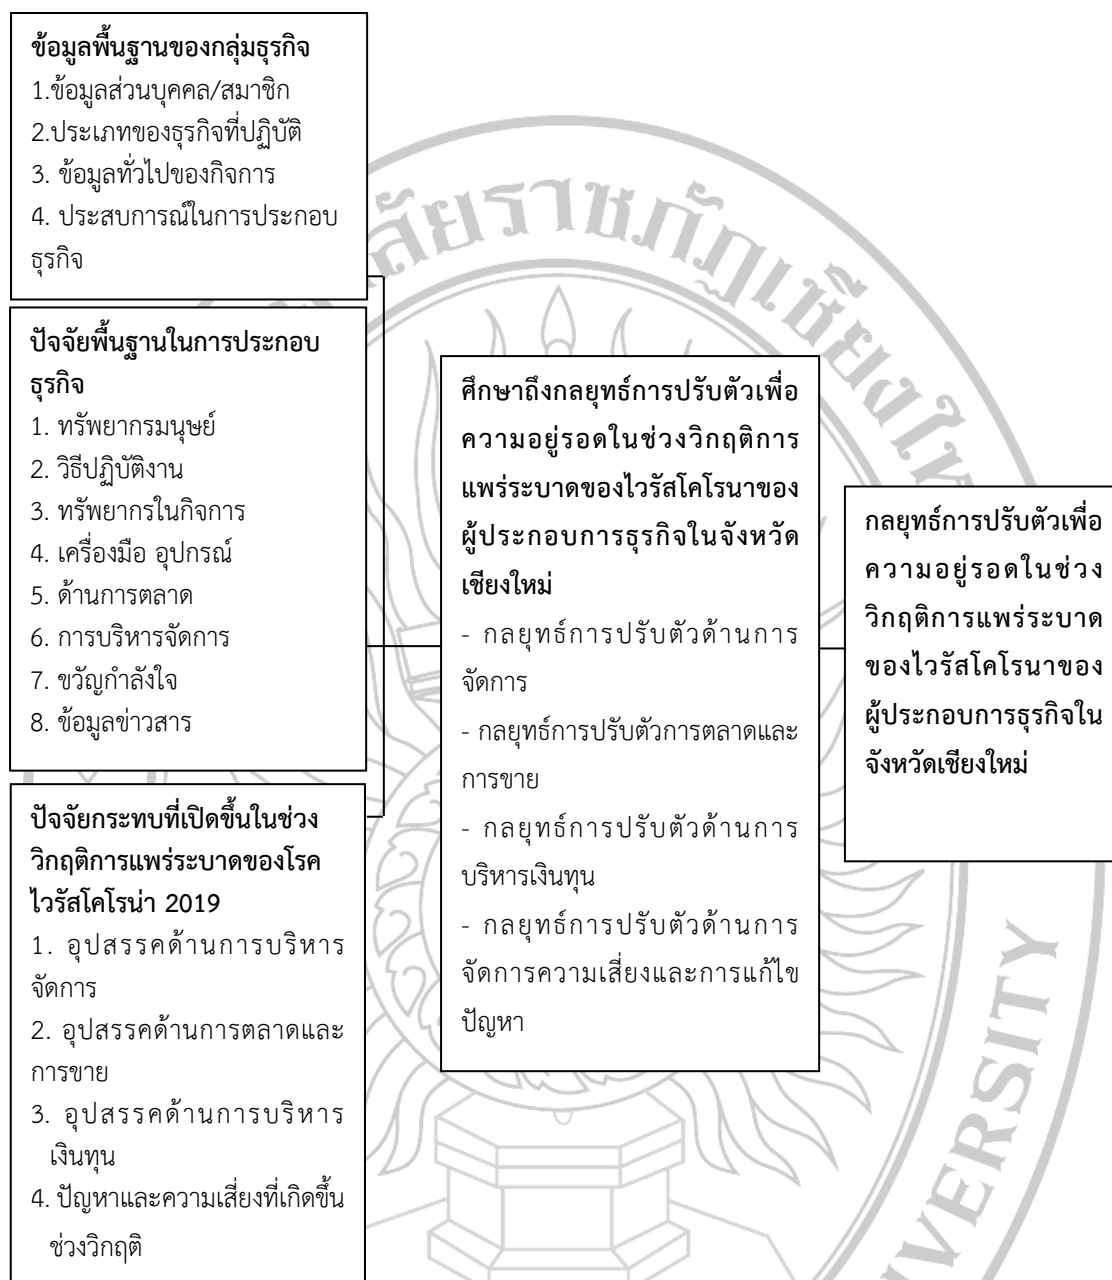 ข้อมูลพื้นฐานของกลุ่มธุรกิจ
1.ข้อมูลส่วนบุคคล/สมาชิก
2.ประเภทของธุรกิจที่ปฏิบัติ
3. ข้อมูลทั่วไปของกิจการ
4. ประสบการณ์ในการประกอบ
ธุรกิจ
ปัจจัยพื้นฐานในการประกอบ
ธุรกิจ
1. ทรัพยากรมนุษย์
2. วิธีปฏิบัติงาน
3. ทรัพยากรในกิจการ
4. เครื่องมือ อุปกรณ์
5. ด้านการตลาด
6. การบริหารจัดการ
7. ขวัญกำลังใจ
8. ข้อมูลข่าวสาร
ปัจจัยกระทบที่เปิดขึ้นในช่วง
วิกฤติการแพร่ระบาดของโรค
ไวรัสโคโรน่า 2019
1. อุปสรรคด้านการบริหาร
จัดการ
2. อุปสรรคด้านการตลาดและ
การขาย
3. อุปสรรคด้านการบริหาร
เงินทุน
4. ปัญหาและความเสี่ยงที่เกิดขึ้น
ช่วงวิกฤติ
ศึกษาถึงกลยุทธ์การปรับตัวเพื่อ
ความอยู่รอดในช่วงวิกฤติการ
แพร่ระบาดของไวรัสโคโรนาของ
ผู้ประกอบการธุรกิจในจังหวัด
เชียงใหม่
- กลยุทธ์การปรับตัวด้านการ
จัดการ
- กลยุทธ์การปรับตัวการตลาดและ
การขาย
- กลยุทธ์การปรับตัวด้านการ
บริหารเงินทุน
- กลยุทธ์การปรับตัวด้านการ
จัดการความเสี่ยงและการแก้ไข
ปัญหา
กลยุทธ์การปรับตัวเพื่อ
ความอยู่รอดในช่วง
วิกฤติการแพร่ระบาด
ของไวรัสโคโรนาของ
ผู้ประกอบการธุรกิจใน
จังหวัดเชียงใหม่
ลัยราชภัฏเชียงให
IVERSITY